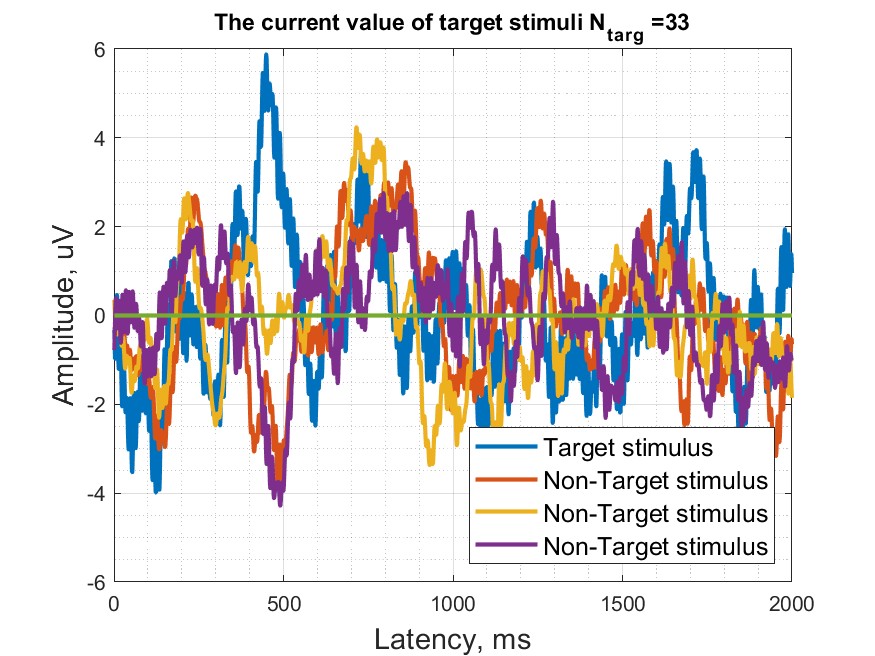 The current value of target stimuli N_targ =33
6
4
2
0
-2
-4
-6
Amplitude, uV
Target stimulus
Non-Target stimulus
Non-Target stimulus
Non-Target stimulus
0 500 1000 1500 2000
Latency, ms